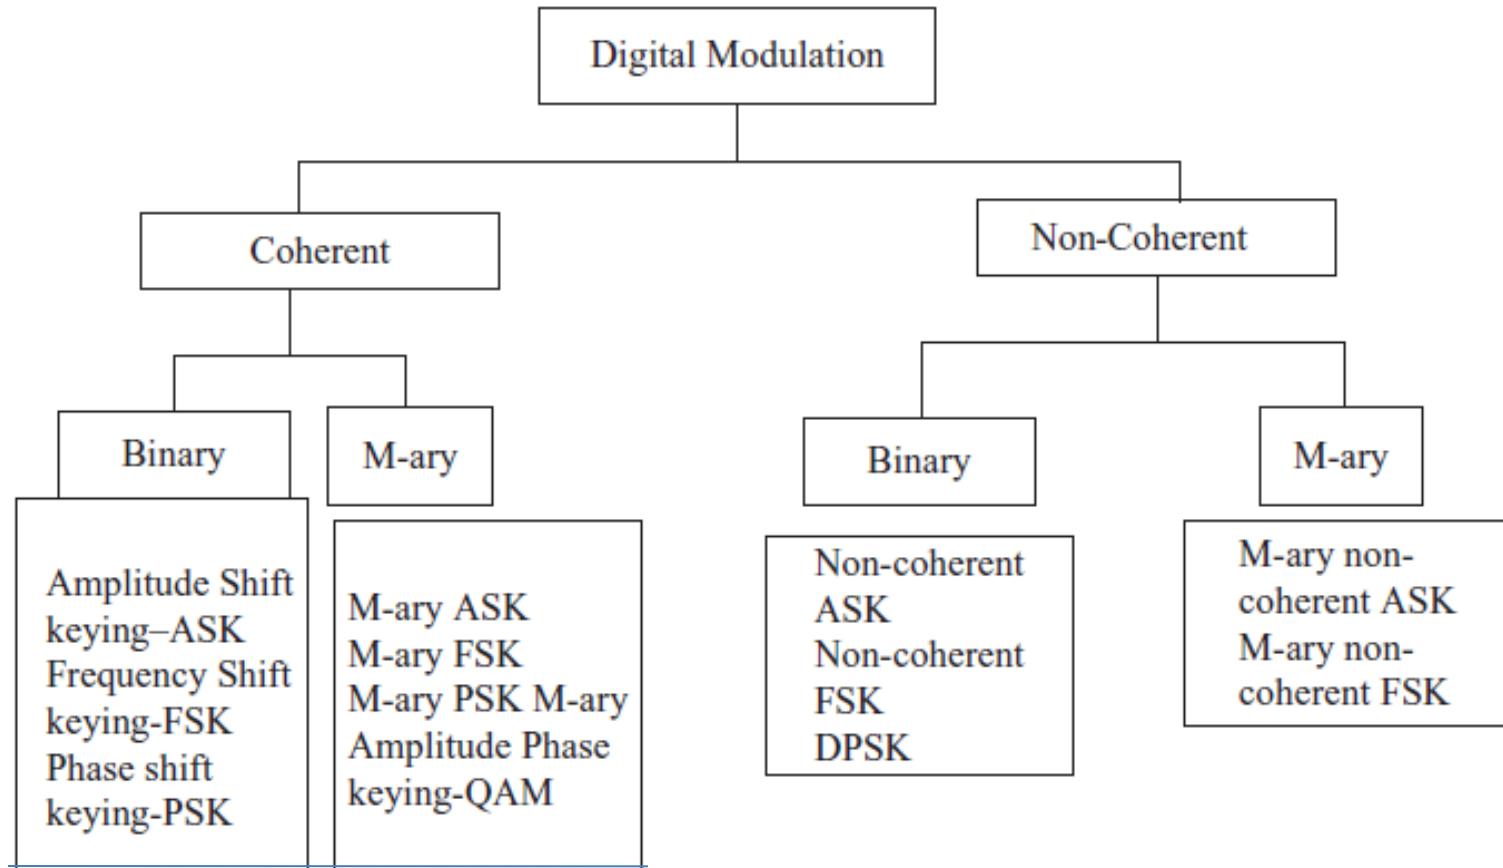 Digital Modulation
Coherent
Non-Coherent
Binary
M-ary
Binary
M-ary
Amplitude Shift
keying–ASK
Frequency Shift
keying-FSK
Phase shift
keying-PSK
M-ary ASK
M-ary FSK
M-ary PSK M-ary
Amplitude Phase
keying-QAM
Non-coherent
ASK
Non-coherent
FSK
DPSK
M-ary non-
coherent ASK
M-ary non-
coherent FSK